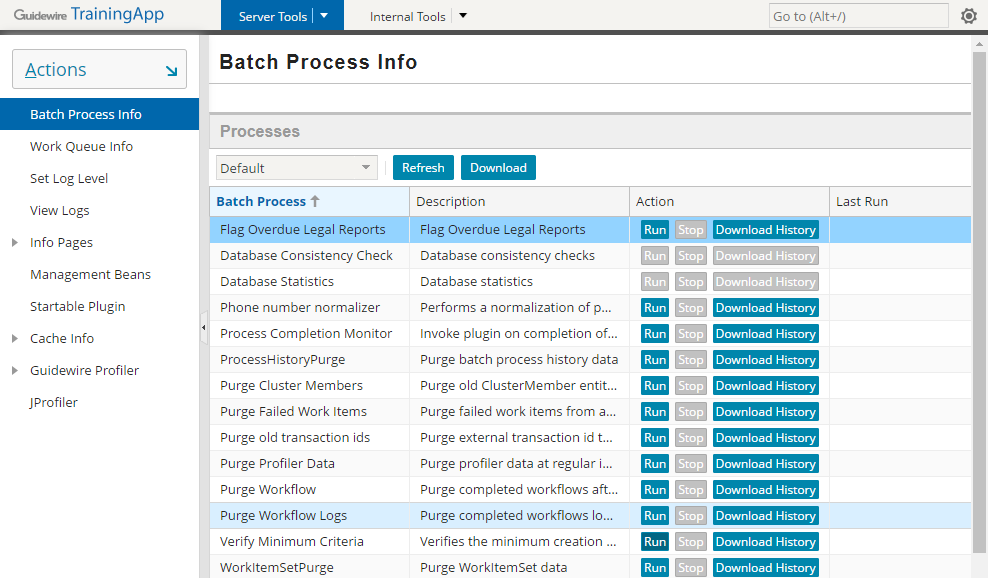 Guidewire TrainingApp Server Tools Internal Tools Go to (Alt+/)
Actions
Batch Process Info
Work Queue Info
Set Log Level
View Logs
Info Pages
Management Beans
Startable Plugin
Cache Info
Guidewire Profiler
JProfiler
Batch Process Info
Processes
Default Refresh Download
Batch Process Description Action Last Run
Flag Overdue Legal Reports Flag Overdue Legal Reports Run Stop Download History
Database Consistency Check Database consistency checks Run Stop Download History
Database Statistics Database statistics Run Stop Download History
Phone number normalizer Performs a normalization of p... Run Stop Download History
Process Completion Monitor Invoke plugin on completion of... Run Stop Download History
ProcessHistoryPurge Purge batch process history data Run Stop Download History
Purge Cluster Members Purge old ClusterMember entit... Run Stop Download History
Purge Failed Work Items Purge failed work items from a... Run Stop Download History
Purge old transaction ids Purge external transaction id t... Run Stop Download History
Purge Profiler Data Purge profiler data at regular i... Run Stop Download History
Purge Workflow Purge completed workflows aft... Run Stop Download History
Purge Workflow Logs Purge completed workflows lo... Run Stop Download History
Verify Minimum Criteria Verifies the minimum creation ... Run Stop Download History
WorkItemSetPurge Purge WorkItemSet data Run Stop Download History